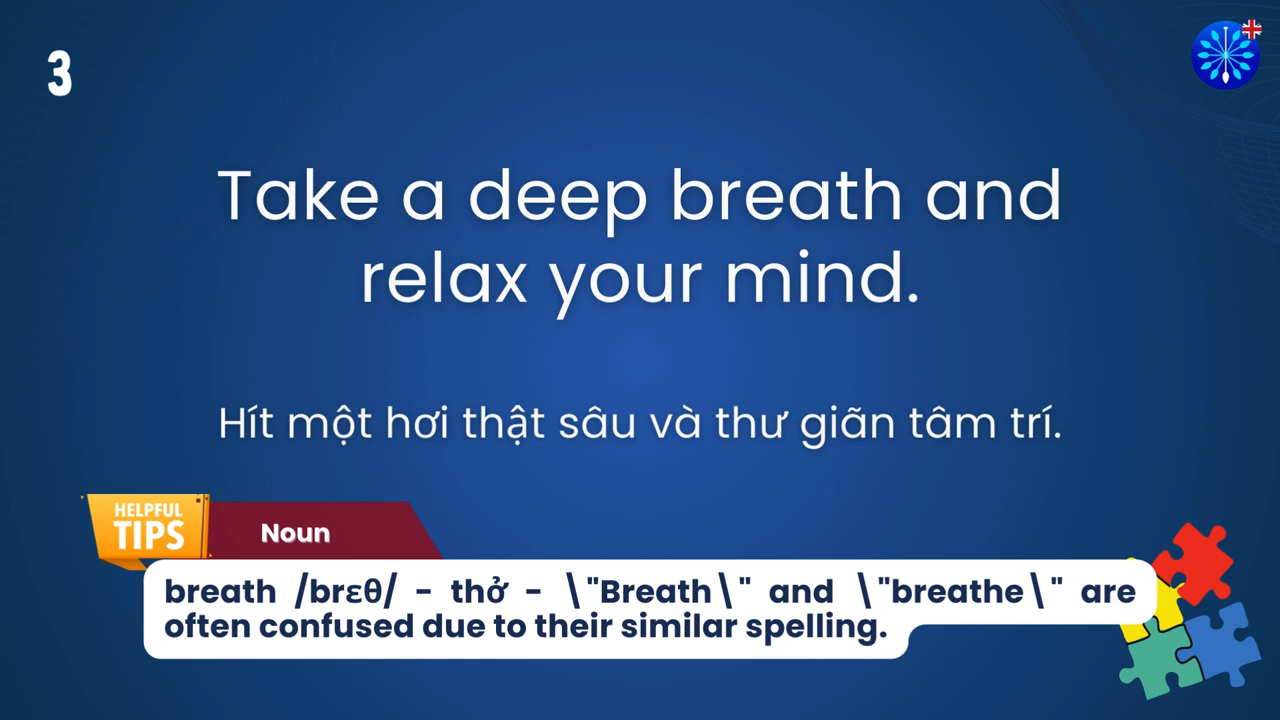 3
Take a deep breath and
relax your mind.
Hít một hơi thật sâu và thư giãn tâm trí.
HELPFUL
TIPS
Noun
breath /brɛθ/ - thở - \"Breath\" and \"breathe\" are
often confused due to their similar spelling.